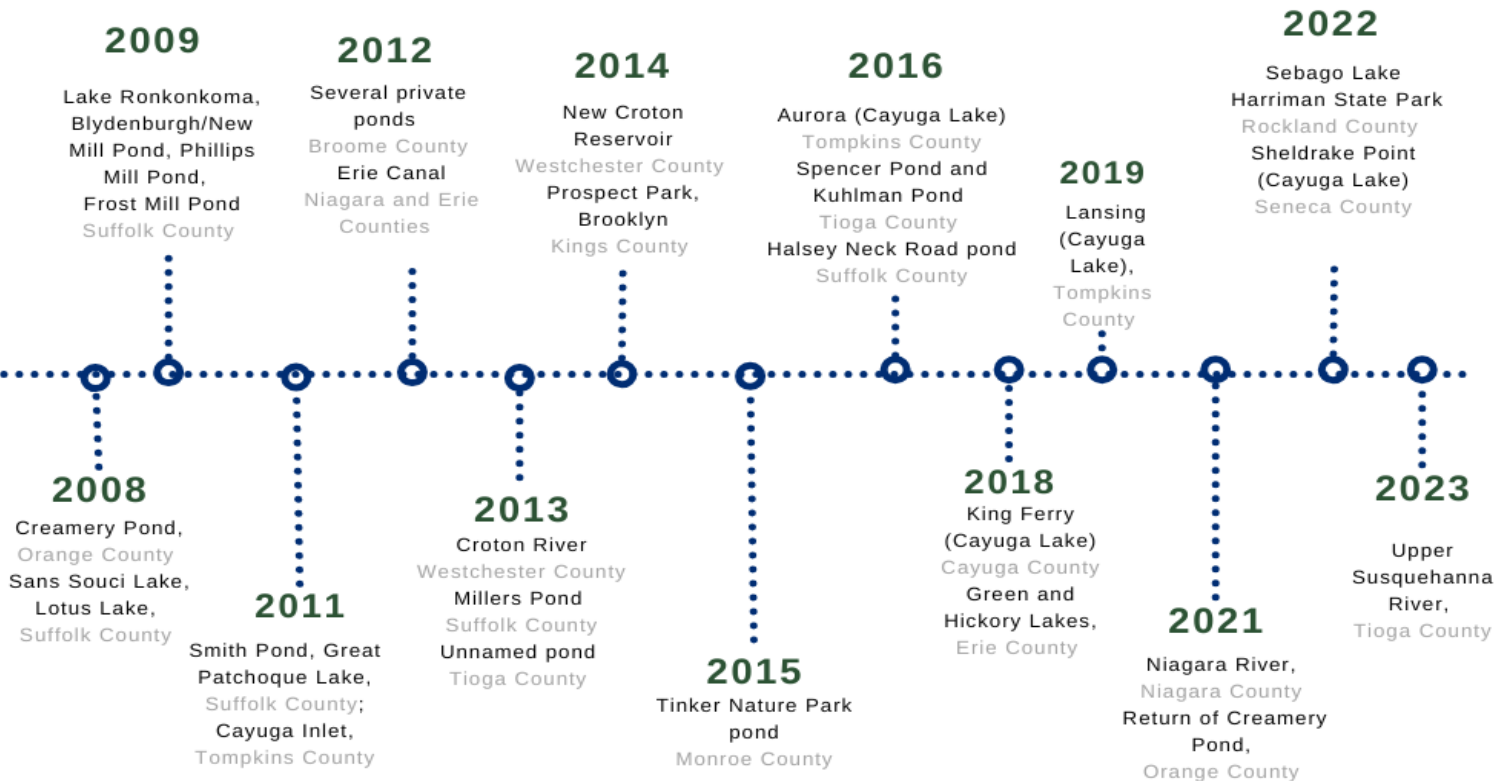 2009
Lake Ronkonkoma,
Blydenburgh/New
Mill Pond, Phillips
Mill Pond,
Frost Mill Pond
Suffolk County
2012
Several private
ponds
Broome County
Erie Canal
Niagara and Erie
Counties
2014
New Croton
Reservoir
Westchester County
Prospect Park,
Brooklyn
Kings County
2016
Aurora (Cayuga Lake)
Tompkins County
Spencer Pond and
Kuhlman Pond
Tioga County
Halsey Neck Road pond
Suffolk County
2019
Lansing
(Cayuga
Lake),
Tompkins
County
2022
Sebago Lake
Harriman State Park
Rockland County
Sheldrake Point
(Cayuga Lake)
Seneca County
2008
Creamery Pond,
Orange County
Sans Souci Lake,
Lotus Lake,
Suffolk County
2011
Smith Pond, Great
Patchoque Lake,
Suffolk County;
Cayuga Inlet,
Tompkins County
2013
Croton River
Westchester County
Millers Pond
Suffolk County
Unnamed pond
Tioga County
2015
Tinker Nature Park
pond
Monroe County
2018
King Ferry
(Cayuga Lake)
Cayuga County
Green and
Hickory Lakes,
Erie County
2021
Niagara River,
Niagara County
Return of Creamery
Pond,
Orange County
2023
Upper
Susquehanna
River,
Tioga County